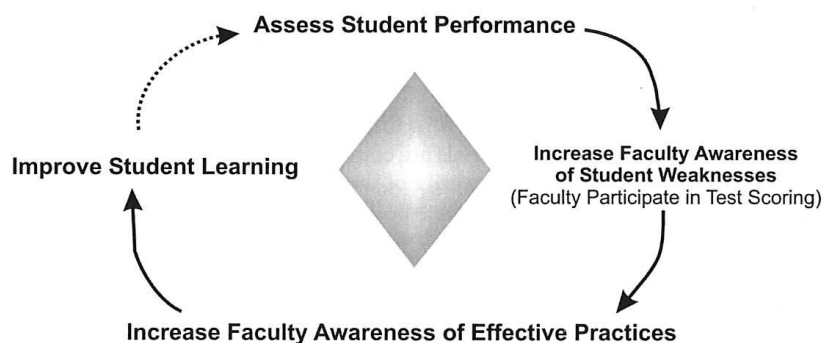 Assess Student Performance
Increase Faculty Awareness
of Student Weaknesses
(Faculty Participate in Test Scoring)
Increase Faculty Awareness of Effective Practices
Improve Student Learning